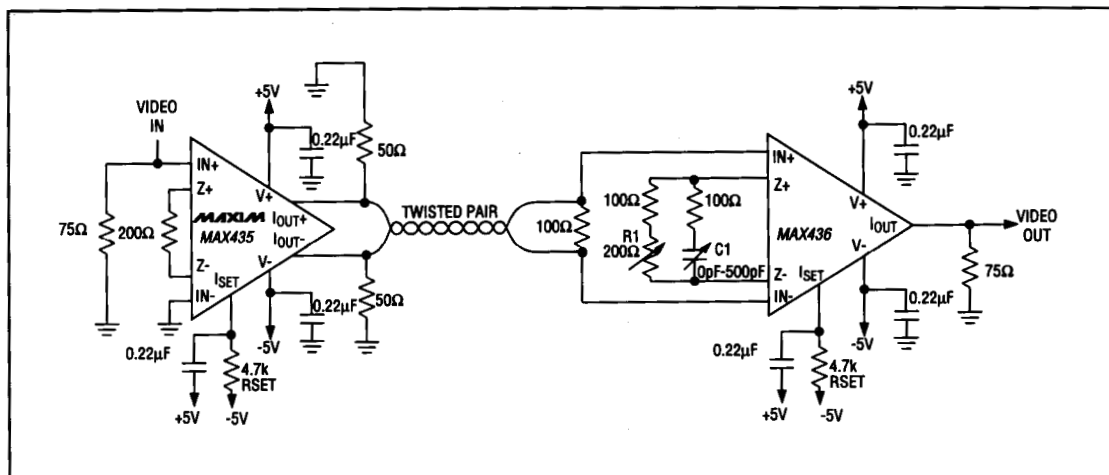 VIDEO
IN
75Ω
200Ω
IN+
Z+
MAXIM
MAX435
Z-
ISET
IN-
V+
IOUT+
IOUT-
V-
+5V
0.22µF
50Ω
50Ω
0.22µF
-5V
0.22µF
+5V
4.7k
RSET
-5V
TWISTED PAIR
100Ω
100Ω
R1
200Ω
100Ω
C1
0pF-500pF
IN+
Z+
MAX436
Z-
ISET
IN-
V+
IOUT
V-
+5V
0.22µF
VIDEO
OUT
75Ω
0.22µF
-5V
0.22µF
+5V
4.7k
RSET
-5V